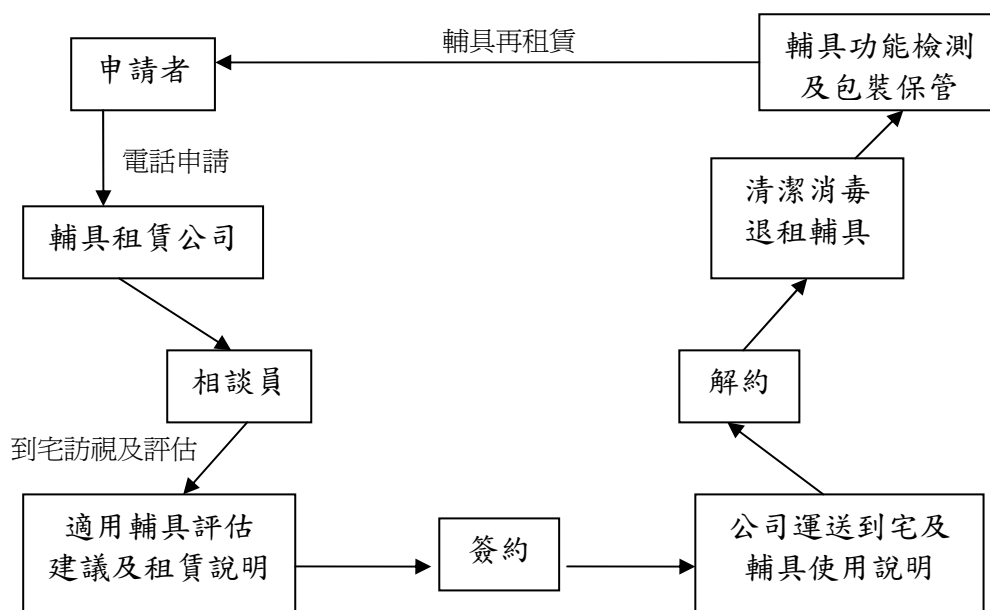 申請者
輔具再租賃
輔具功能檢測
及包裝保管
電話申請
輔具租賃公司
清潔消毒
退租輔具
相談員
解約
到宅訪視及評估
適用輔具評估
建議及租賃說明
簽約
公司運送到宅及
輔具使用說明